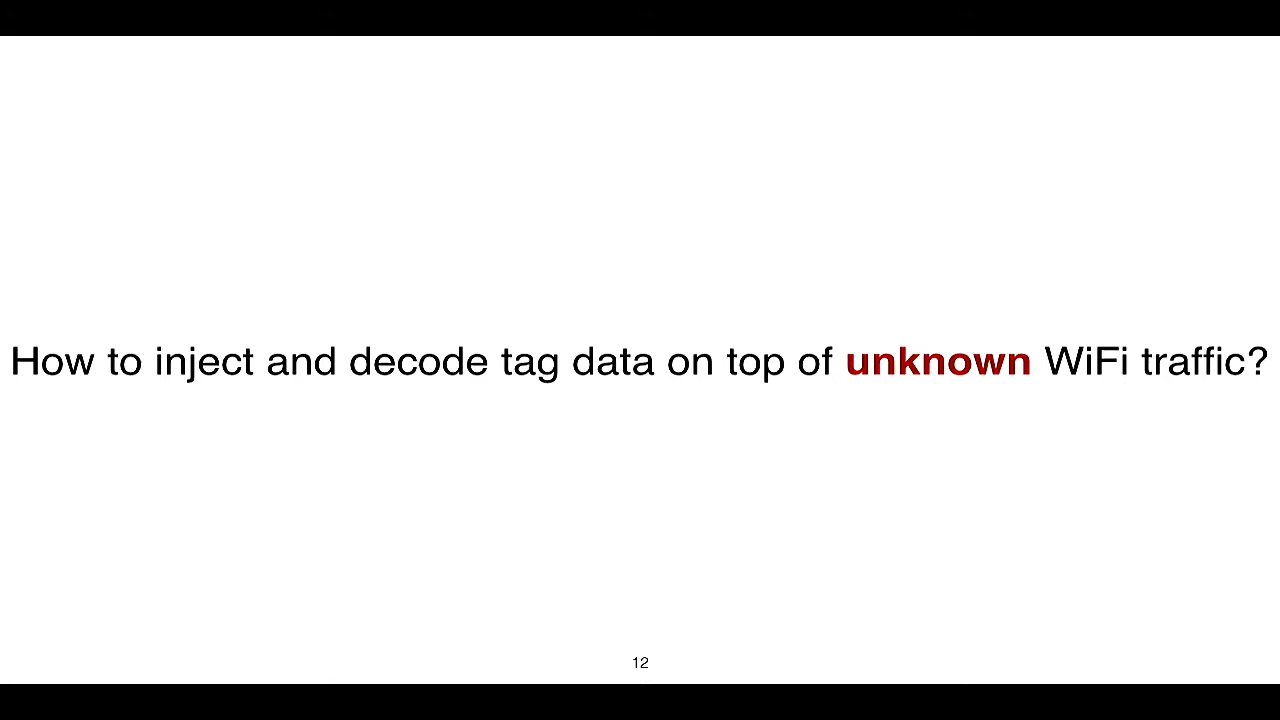 How to inject and decode tag data on top of unknown WiFi traffic?
12